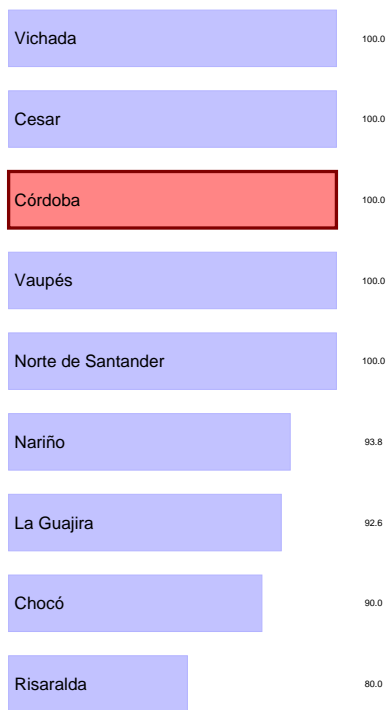 Vichada 100.0
Cesar 100.0
Córdoba 100.0
Vaupés 100.0
Norte de Santander 100.0
Nariño 93.8
La Guajira 92.6
Chocó 90.0
Risaralda 80.0